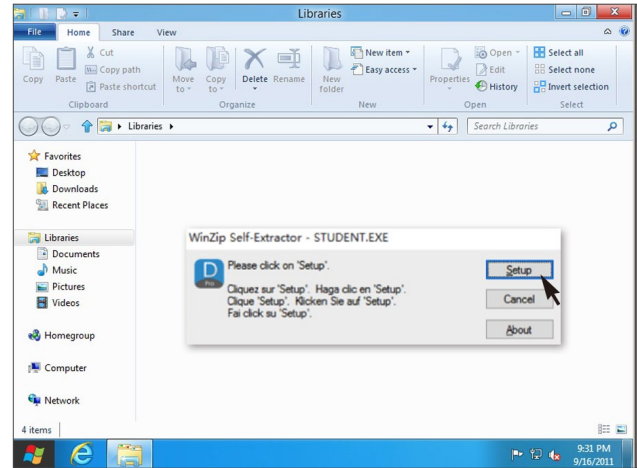 Libraries
File Home Share View
Copy
Paste
Cut
Copy path
Paste shortcut
Clipboard
Move to
Copy to
Delete
Rename
Organize
New folder
New item
Easy access
New
Properties
Open
Edit
History
Open
Select all
Select none
Invert selection
Select
Libraries
Search Libraries
Favorites
Desktop
Downloads
Recent Places
Libraries
Documents
Music
Pictures
Videos
Homegroup
Computer
Network
WinZip Self-Extractor - STUDENT.EXE
D
Pro
Please click on 'Setup'.
Cliquez sur 'Setup'. Haga clic en 'Setup'.
Clique 'Setup'. Klicken Sie auf 'Setup'.
Fai click su 'Setup'.
Setup
Cancel
About
4 items
9:31 PM
9/16/2011